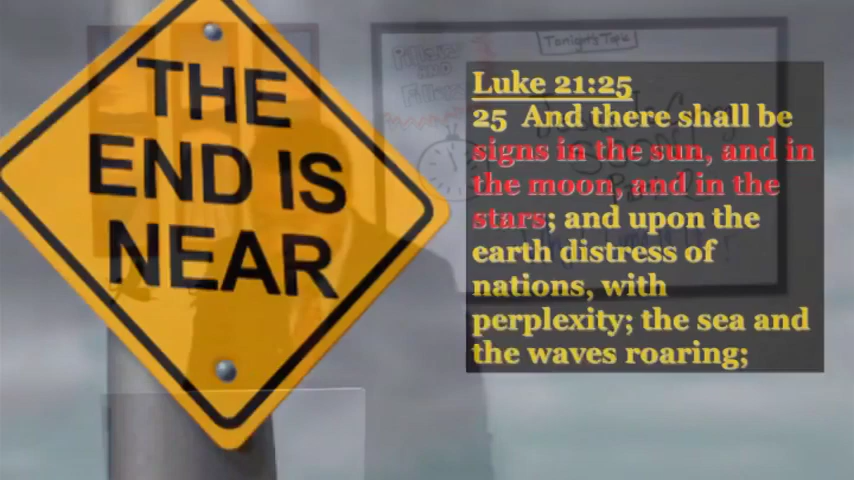 THE
END IS
NEAR
Tonight's Topic
Luke 21:25
25 And there shall be
signs in the sun, and in
the moon, and in the
stars; and upon the
earth distress of
nations, with
perplexity; the sea and
the waves roaring;